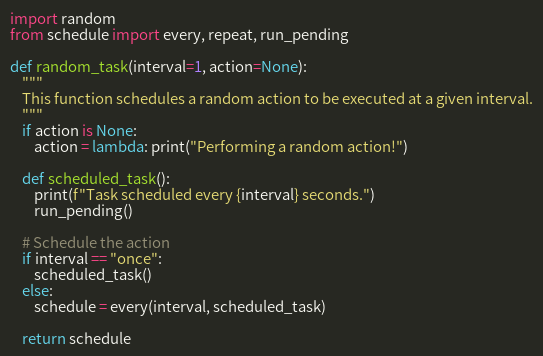 import random
from schedule import every, repeat, run_pending

def random_task(interval=1, action=None):
    """
    This function schedules a random action to be executed at a given interval.
    """
    if action is None:
        action = lambda: print("Performing a random action!")

    def scheduled_task():
        print(f"Task scheduled every {interval} seconds.")
        run_pending()

    # Schedule the action
    if interval == "once":
        scheduled_task()
    else:
        schedule = every(interval, scheduled_task)

    return schedule